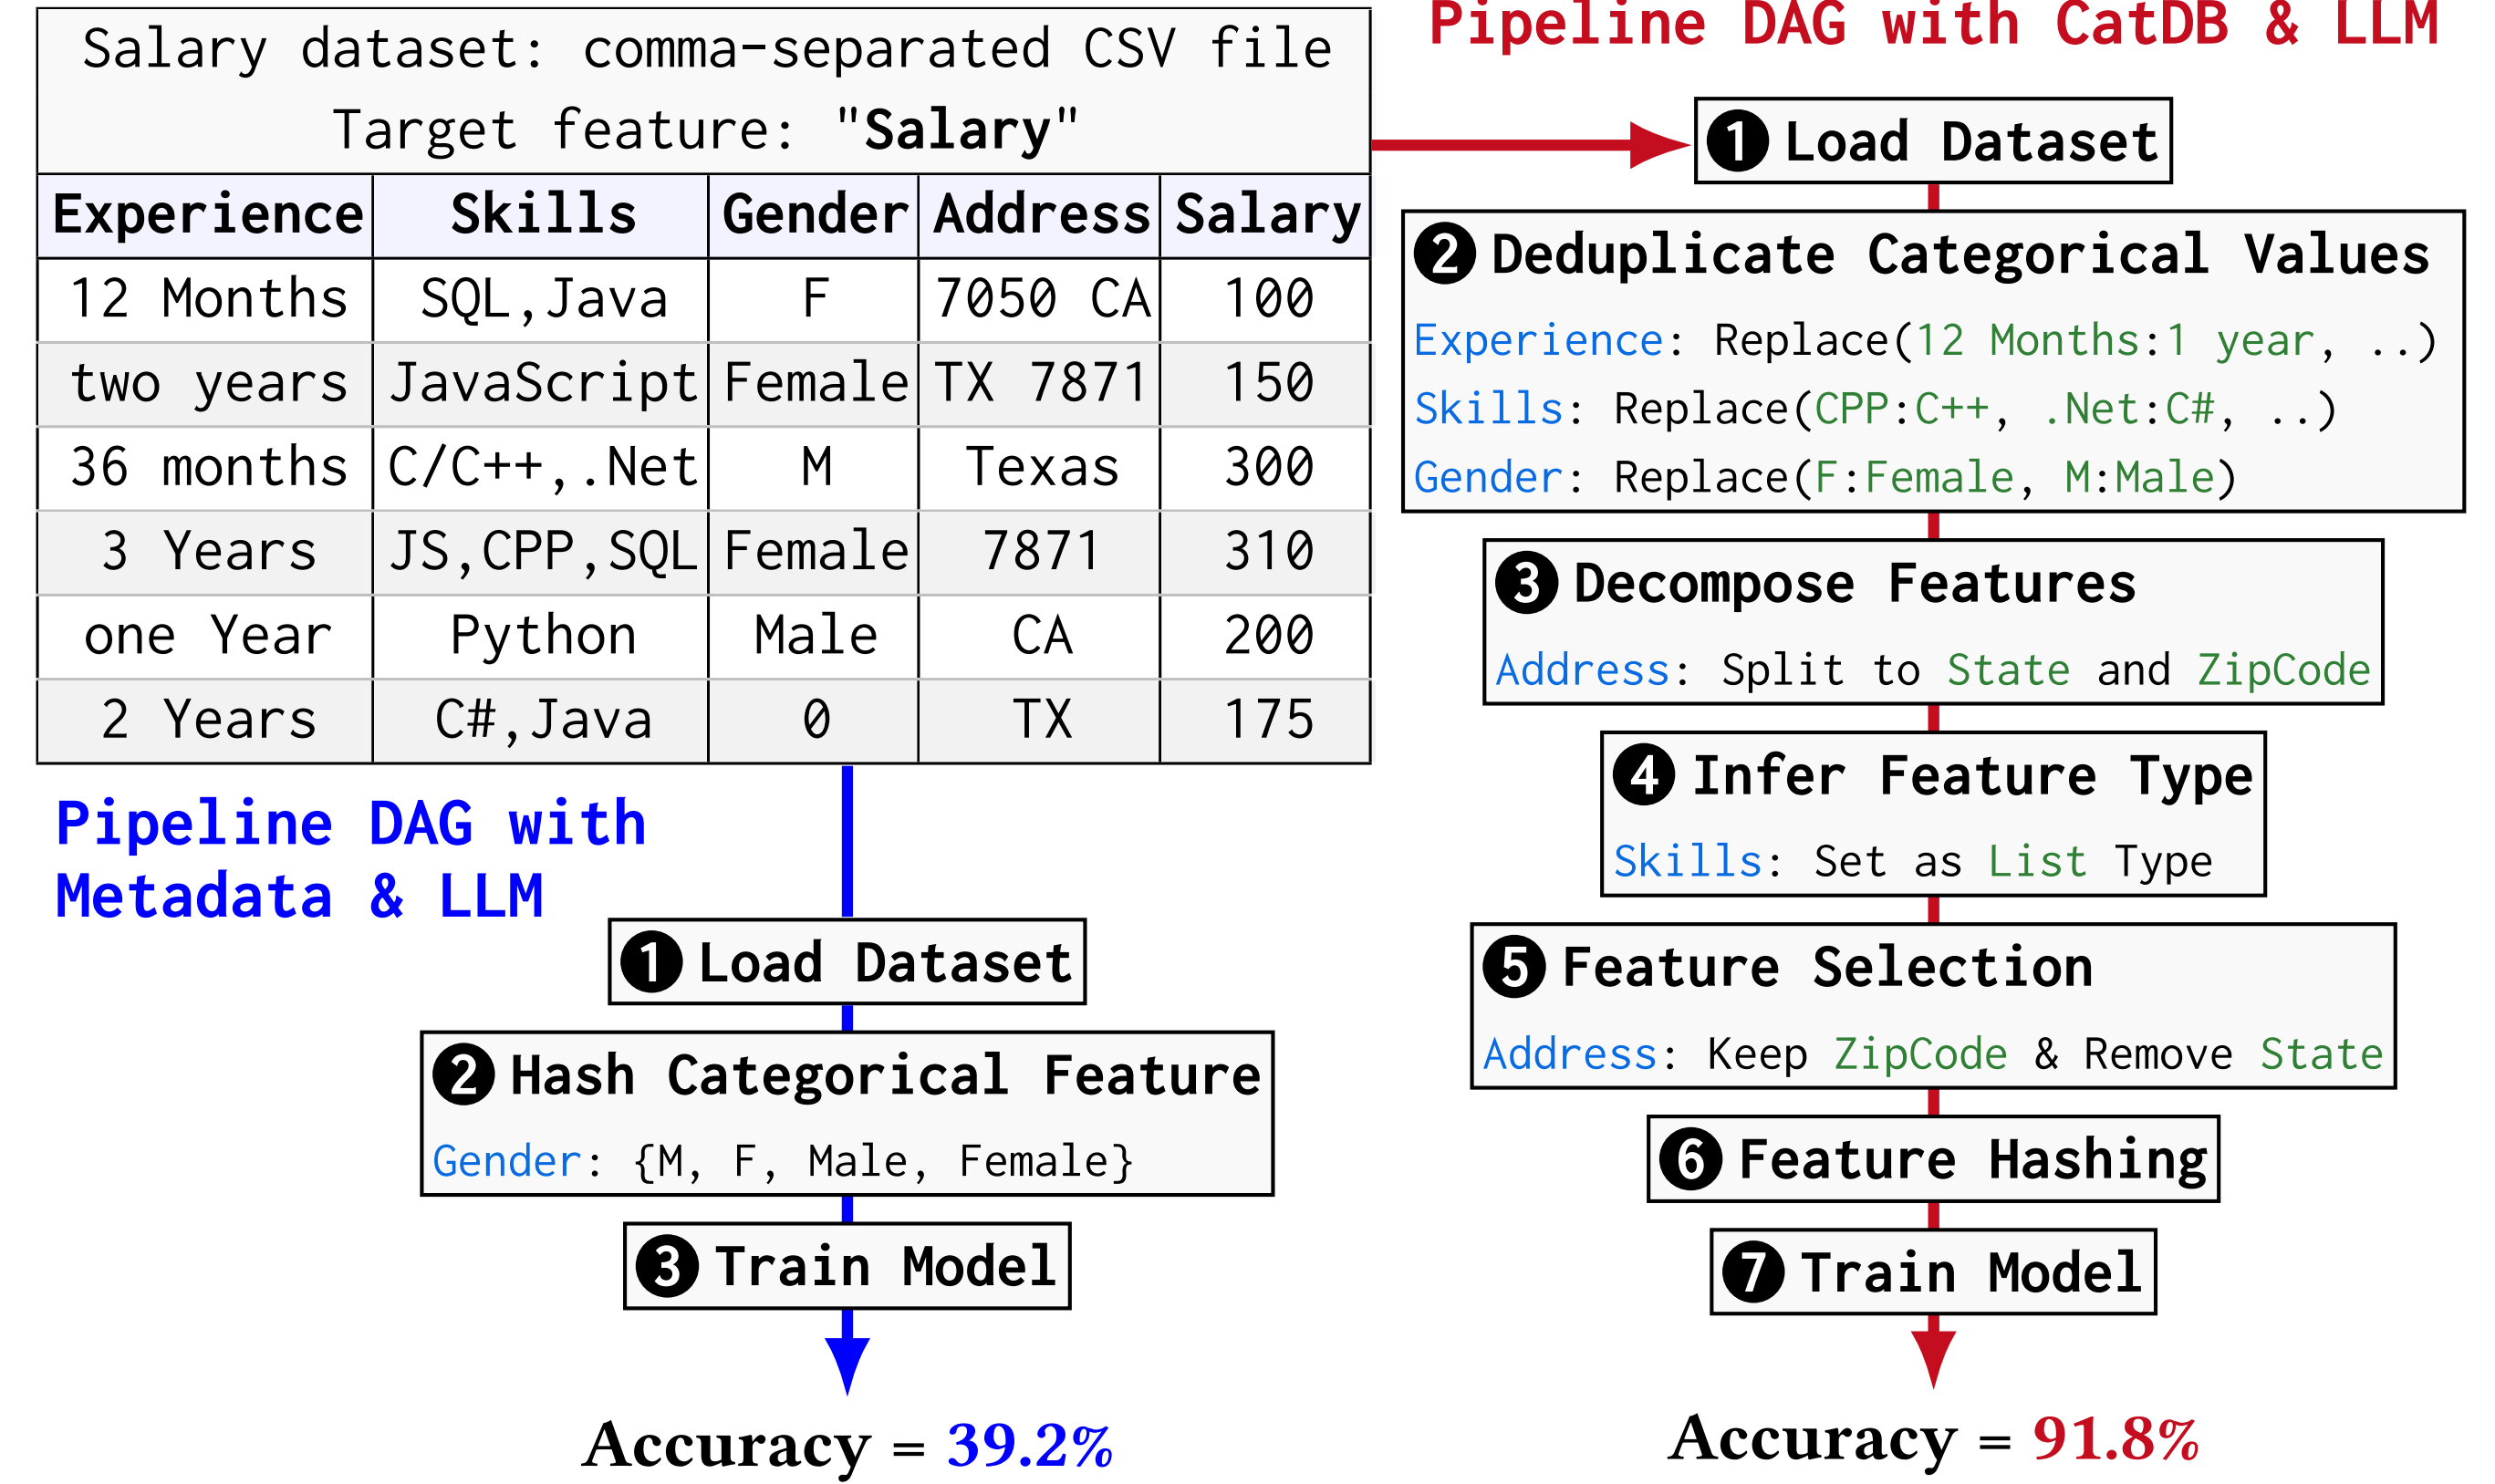 Salary dataset: comma-separated CSV file
Target feature: "Salary"
Experience Skills Gender Address Salary
12 Months SQL,Java F 7050 CA 100
two years JavaScript Female TX 7871 150
36 months C/C++,.Net M Texas 300
3 Years JS,CPP,SQL Female 7871 310
one Year Python Male CA 200
2 Years C#,Java 0 TX 175
Pipeline DAG with
Metadata & LLM
1 Load Dataset
2 Hash Categorical Feature
Gender: {M, F, Male, Female}
3 Train Model
Accuracy = 39.2%
Pipeline DAG with CatDB & LLM
1 Load Dataset
2 Deduplicate Categorical Values
Experience: Replace(12 Months:1 year, ..)
Skills: Replace(CPP:C++, .Net:C#, ..)
Gender: Replace(F:Female, M:Male)
3 Decompose Features
Address: Split to State and ZipCode
4 Infer Feature Type
Skills: Set as List Type
5 Feature Selection
Address: Keep ZipCode & Remove State
6 Feature Hashing
7 Train Model
Accuracy = 91.8%